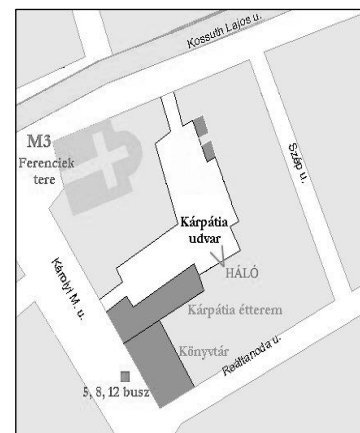 Kossuth Lajos u.
M3
Ferenciek
tere
Szép u.
Kárpátia
udvar
HÁLÓ
Károlyi M. u.
Kárpátia étterem
Könyvtár
Reáltanoda u.
5, 8, 12 busz